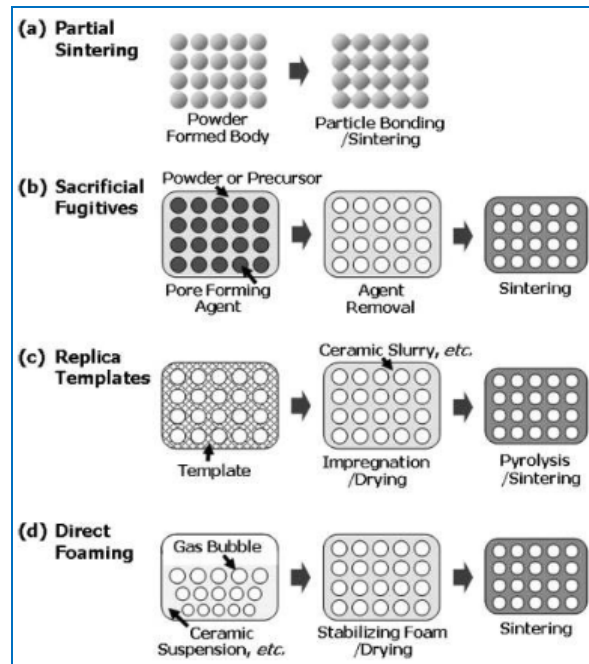 (a) Partial
Sintering
Powder
Formed Body
Particle Bonding
/Sintering
(b) Sacrificial
Fugitives
Powder or Precursor
Pore Forming
Agent
Agent
Removal
Sintering
(c) Replica
Templates
Ceramic Slurry, etc.
Template
Impregnation
/Drying
Pyrolysis
/Sintering
(d) Direct
Foaming
Gas Bubble
Ceramic
Suspension, etc.
Stabilizing Foam
/Drying
Sintering